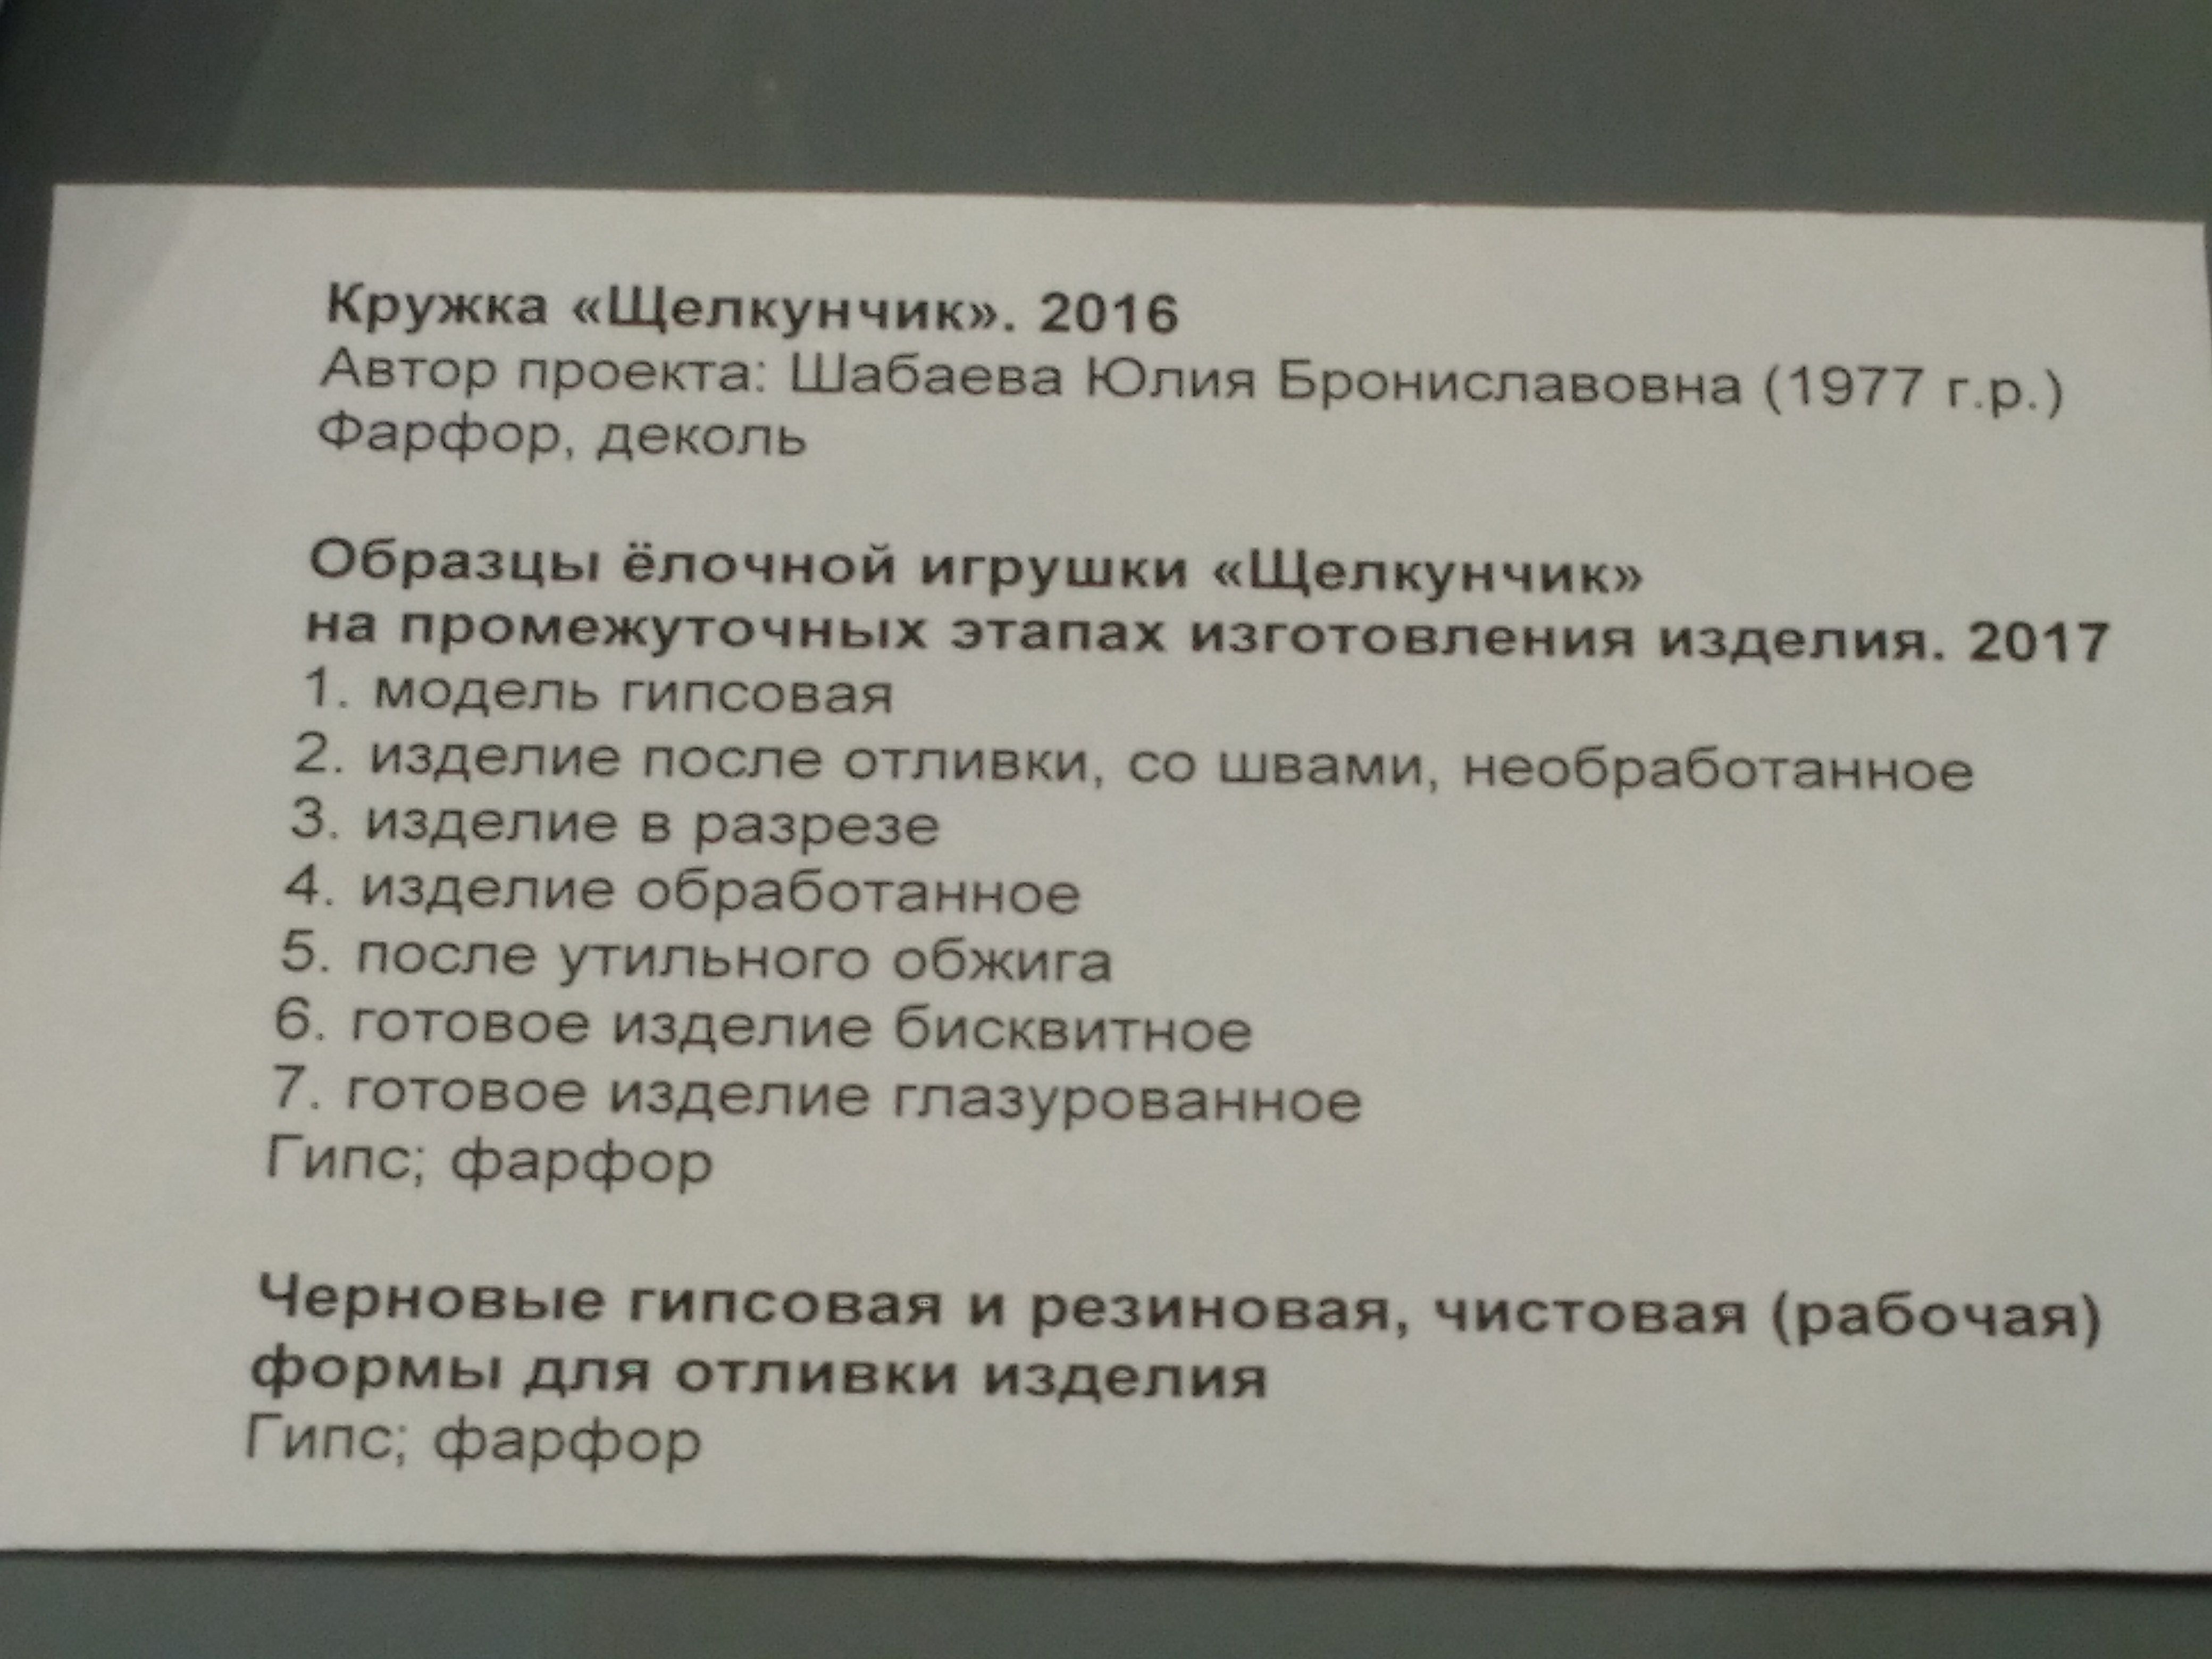 Кружка «Щелкунчик». 2016
Автор проекта: Шабаева Юлия Брониславовна (1977 г.р.)
Фарфор, деколь
Образцы ёлочной игрушки «Щелкунчик»
на промежуточных этапах изготовления изделия. 2017
1. модель гипсовая
2. изделие после отливки, со швами, необработанное
3. изделие в разрезе
4. изделие обработанное
5. после утильного обжига
6. готовое изделие бисквитное
7. готовое изделие глазурованное
Гипс; фарфор
Черновые гипсовая и резиновая, чистовая (рабочая)
формы для отливки изделия
Гипс; фарфор